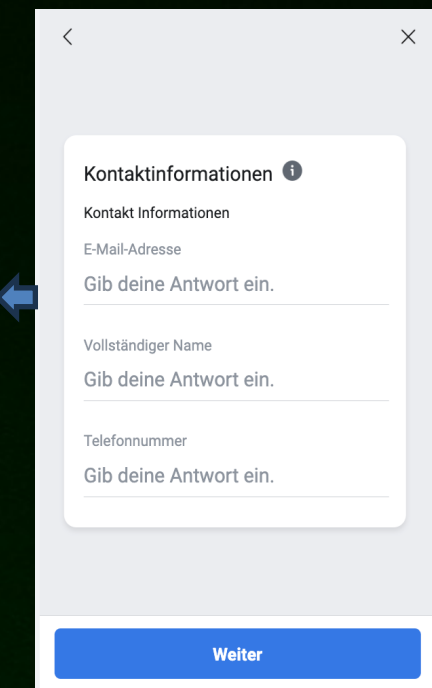 Kontaktinformationen
Kontakt Informationen
E-Mail-Adresse
Gib deine Antwort ein.
Vollständiger Name
Gib deine Antwort ein.
Telefonnummer
Gib deine Antwort ein.
Weiter